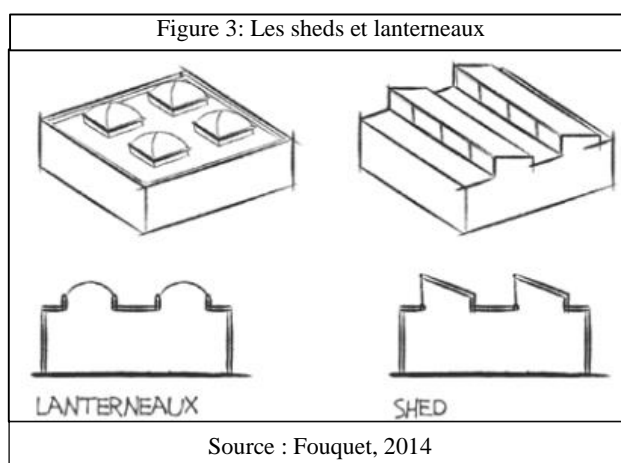 Figure 3: Les sheds et lanterneaux
LANTERNEAUX
SHED
Source : Fouquet, 2014